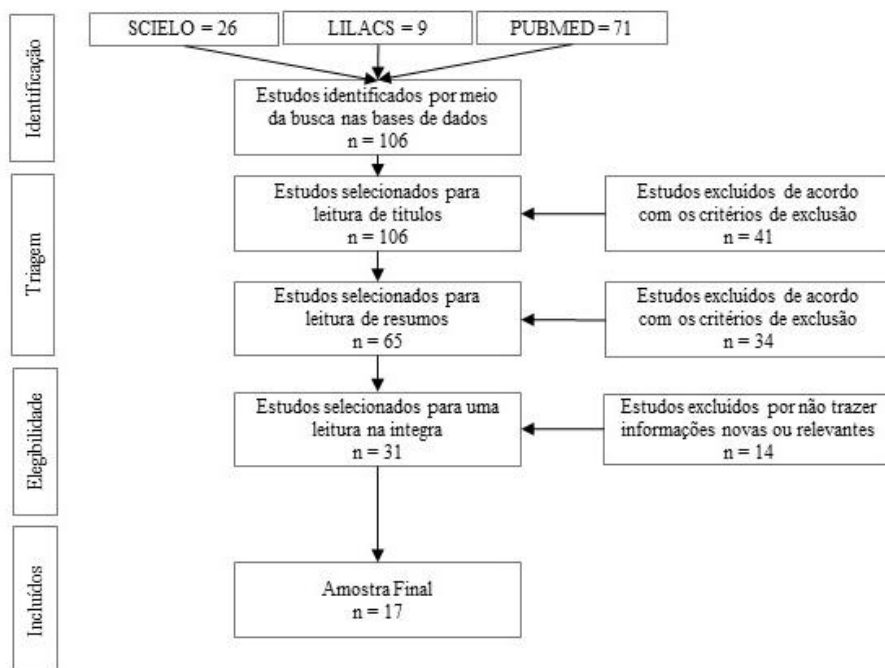 SCIELO = 26
LILACS = 9
PUBMED = 71
Identificação
Estudos identificados por meio
da busca nas bases de dados
n = 106
Triagem
Estudos selecionados para
leitura de títulos
n = 106
Estudos excluídos de acordo
com os critérios de exclusão
n = 41
Estudos selecionados para
leitura de resumos
n = 65
Estudos excluídos de acordo
com os critérios de exclusão
n = 34
Elegibilidade
Estudos selecionados para uma
leitura na integra
n = 31
Estudos excluídos por não trazer
informações novas ou relevantes
n = 14
Incluídos
Amostra Final
n = 17